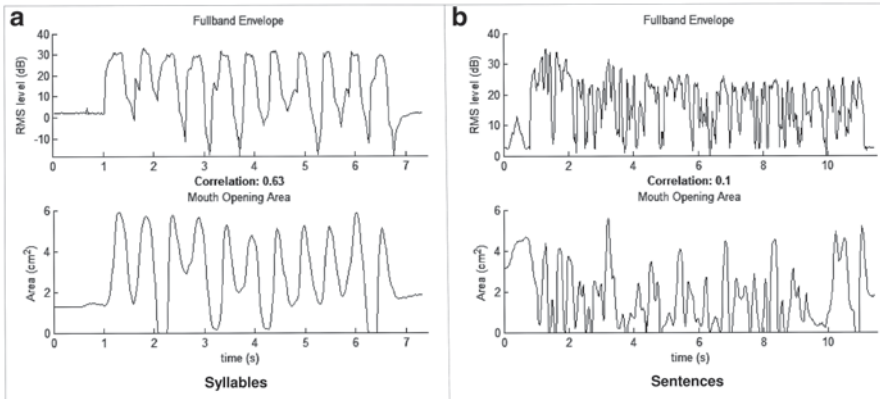 a
Fullband Envelope
RMS level (dB)
40
30
20
10
0
-10
0 1 2 3 4 5 6 7
Correlation: 0.63
Mouth Opening Area
Area (cm²)
6
4
2
0
0 1 2 3 4 5 6 7
time (s)
Syllables
b
Fullband Envelope
RMS level (dB)
40
30
20
10
0
0 2 4 6 8 10
Correlation: 0.1
Mouth Opening Area
Area (cm²)
6
4
2
0
0 2 4 6 8 10
time (s)
Sentences